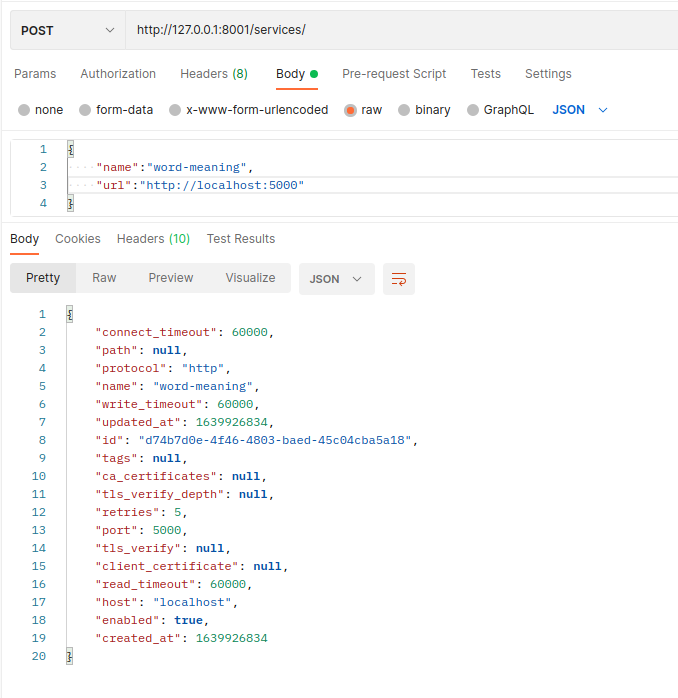 POST http://127.0.0.1:8001/services/
Params Authorization Headers (8) Body Pre-request Script Tests Settings
none form-data x-www-form-urlencoded raw binary GraphQL JSON
1 {
2 "name":"word-meaning",
3 "url":"http://localhost:5000"
4 }
Body Cookies Headers (10) Test Results
Pretty Raw Preview Visualize JSON
1 {
2 "connect_timeout": 60000,
3 "path": null,
4 "protocol": "http",
5 "name": "word-meaning",
6 "write_timeout": 60000,
7 "updated_at": 1639926834,
8 "id": "d74b7d0e-4f46-4803-baed-45c04cba5a18",
9 "tags": null,
10 "ca_certificates": null,
11 "tls_verify_depth": null,
12 "retries": 5,
13 "port": 5000,
14 "tls_verify": null,
15 "client_certificate": null,
16 "read_timeout": 60000,
17 "host": "localhost",
18 "enabled": true,
19 "created_at": 1639926834
20 }